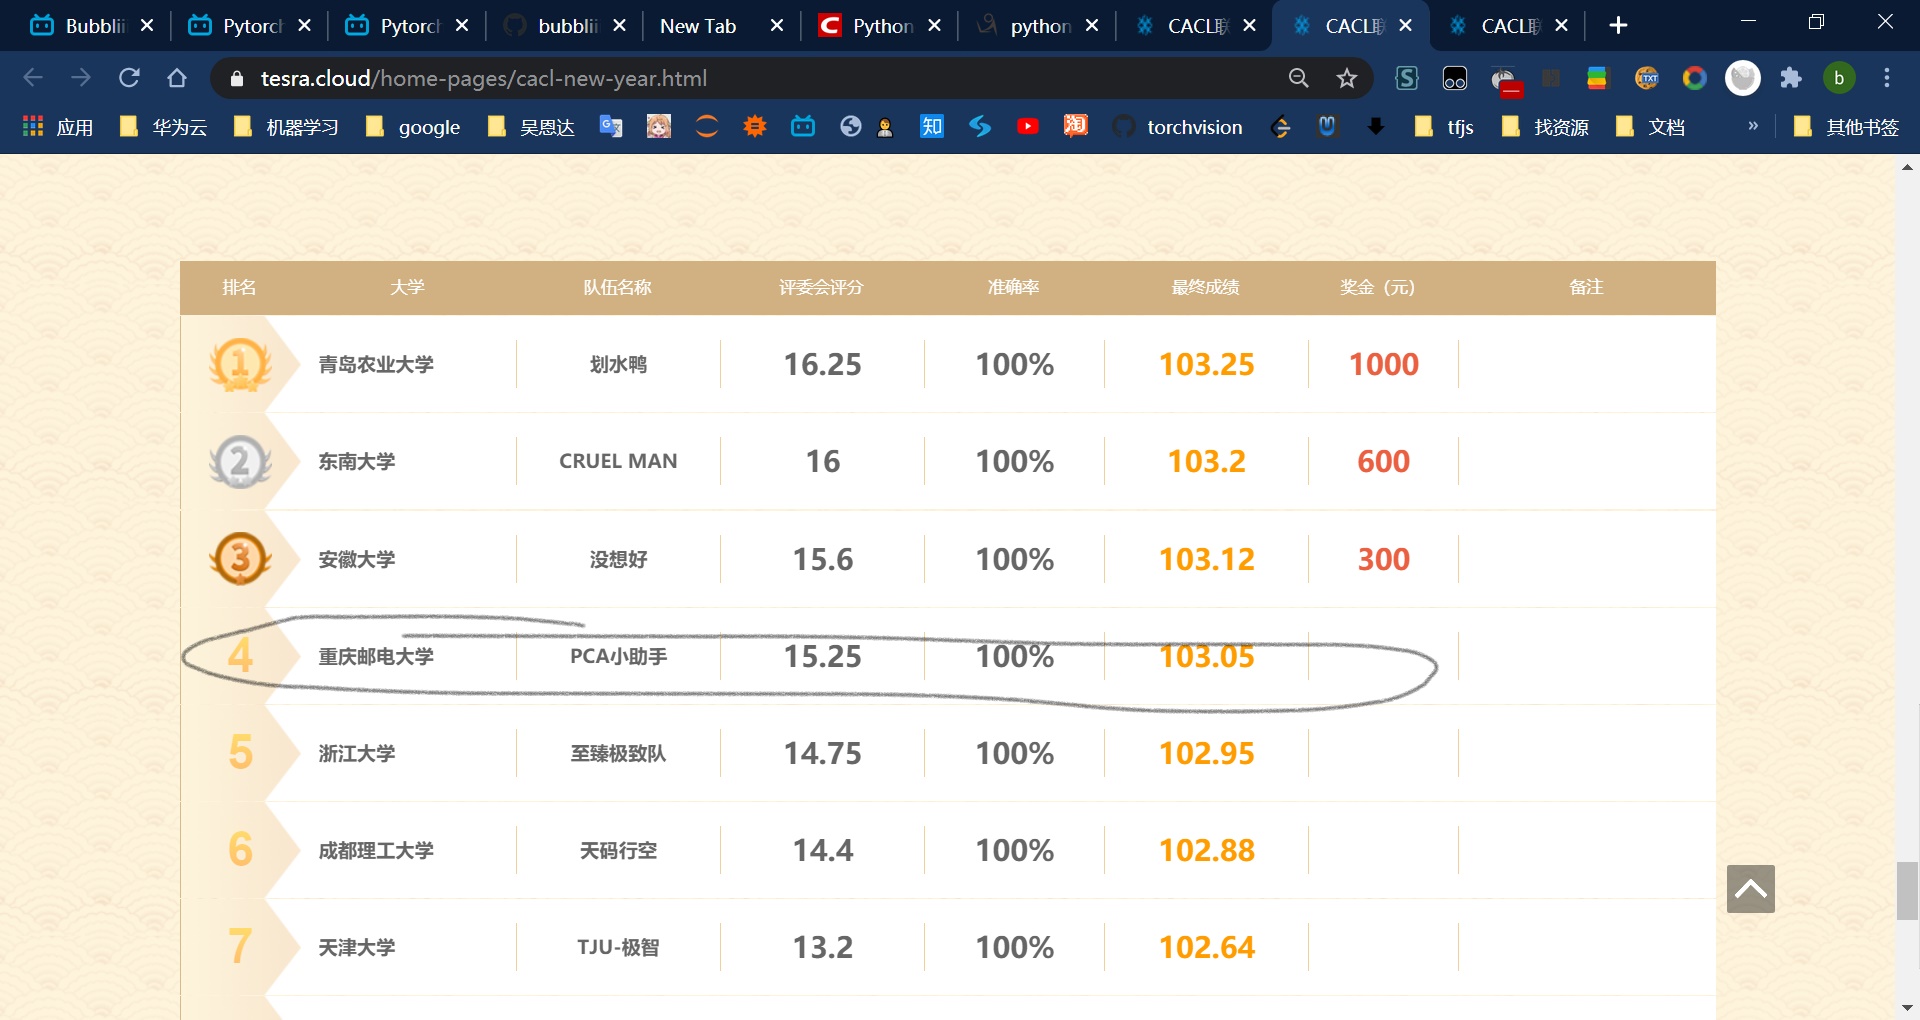 Bubblii Pytorch Pytorch bubblii New Tab Python python CACL联 CACL联 CACL联
tesra.cloud/home-pages/cacl-new-year.html b
应用 华为云 机器学习 google 吴恩达 知 淘 torchvision tfjs 找资源 文档 » 其他书签
排名 大学 队伍名称 评委会评分 准确率 最终成绩 奖金（元） 备注
1 青岛农业大学 划水鸭 16.25 100% 103.25 1000
2 东南大学 CRUEL MAN 16 100% 103.2 600
3 安徽大学 没想好 15.6 100% 103.12 300
4 重庆邮电大学 PCA小助手 15.25 100% 103.05
5 浙江大学 至臻极致队 14.75 100% 102.95
6 成都理工大学 天码行空 14.4 100% 102.88
7 天津大学 TJU-极智 13.2 100% 102.64